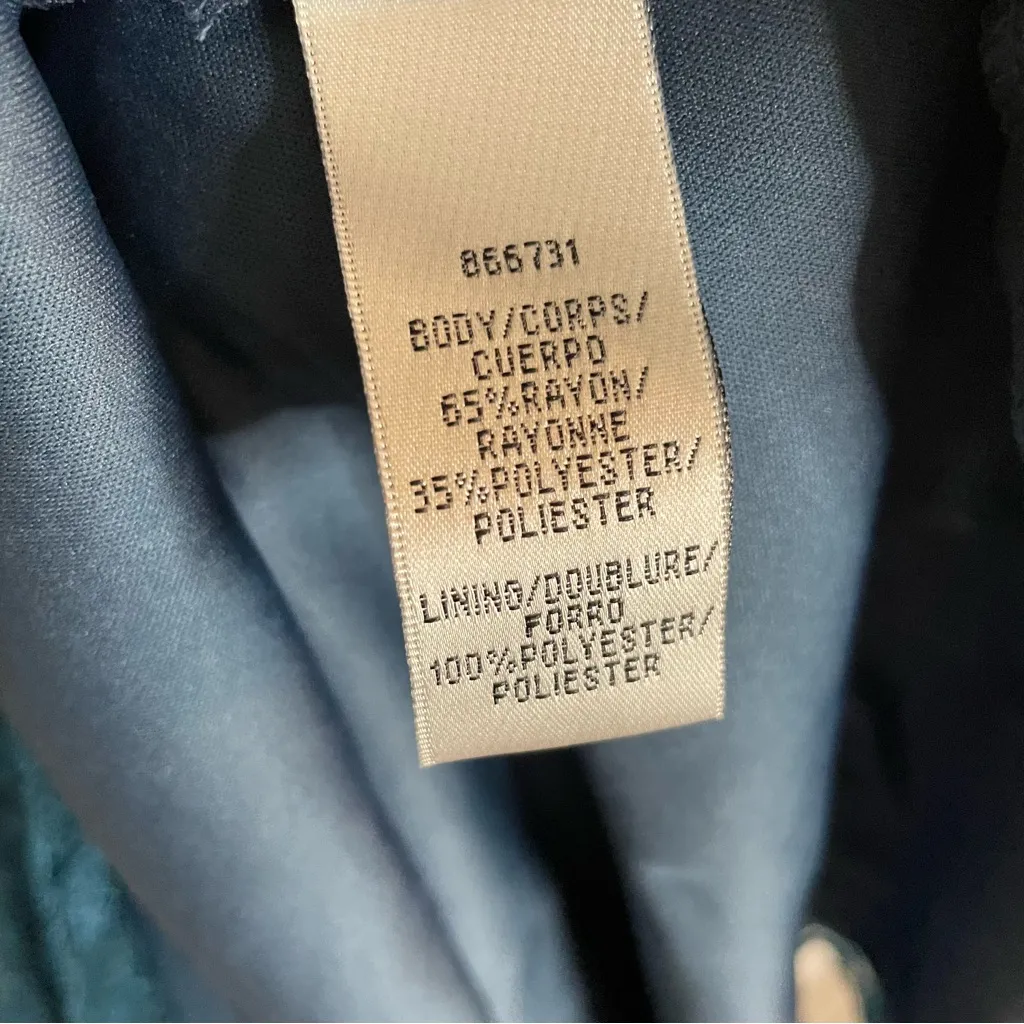 866731
BODY/CORPS/
CUERPO
65%RAYON/
RAYONNE
35%POLYESTER/
POLIESTER
LINING/DOUBLURE/
FORRO
100%POLYESTER/
POLIESTER